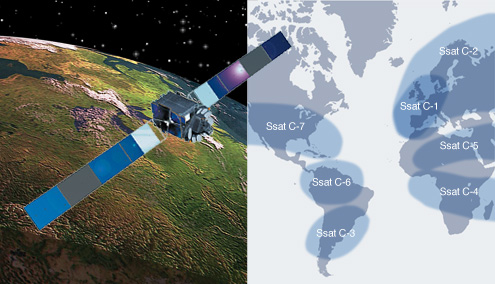 Ssat C-2
Ssat C-1
Ssat C-7
Ssat C-5
Ssat C-6
Ssat C-4
Ssat C-3